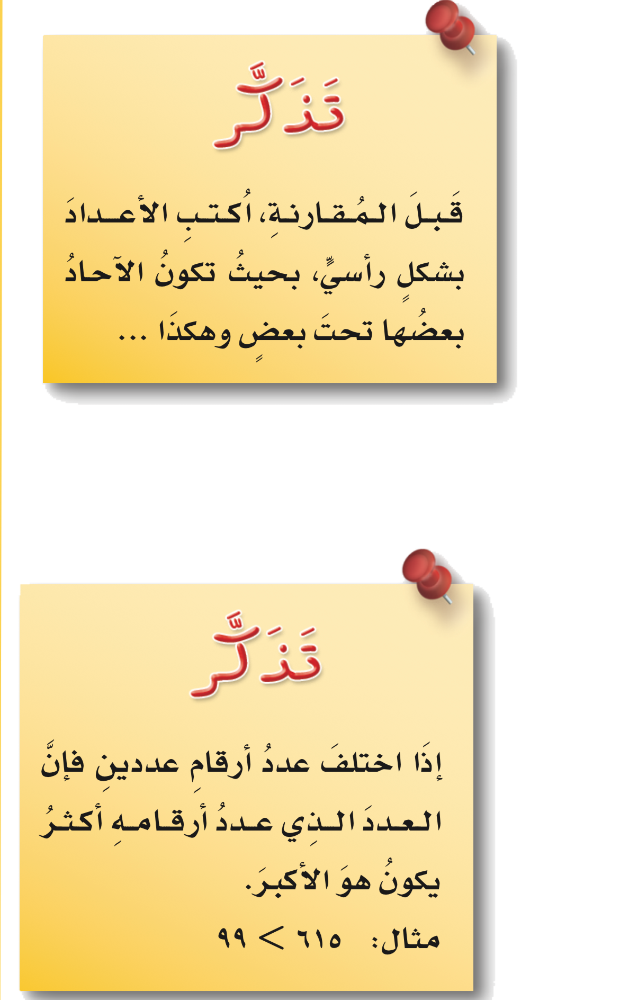 تَذَكَّر
قَبلَ المُقارنةِ، اُكتبِ الأعدادَ
بشكلٍ رأسيٍّ، بحيثُ تكونُ الآحادُ
بعضُها تحتَ بعضٍ وهكذَا ...
تَذَكَّر
إذَا اختلفَ عددُ أرقامِ عددينِ فإنَّ
العددَ الذِي عددُ أرقامهِ أكثرُ
يكونُ هوَ الأكبرَ.
مثال: ٦١٥ > ٩٩